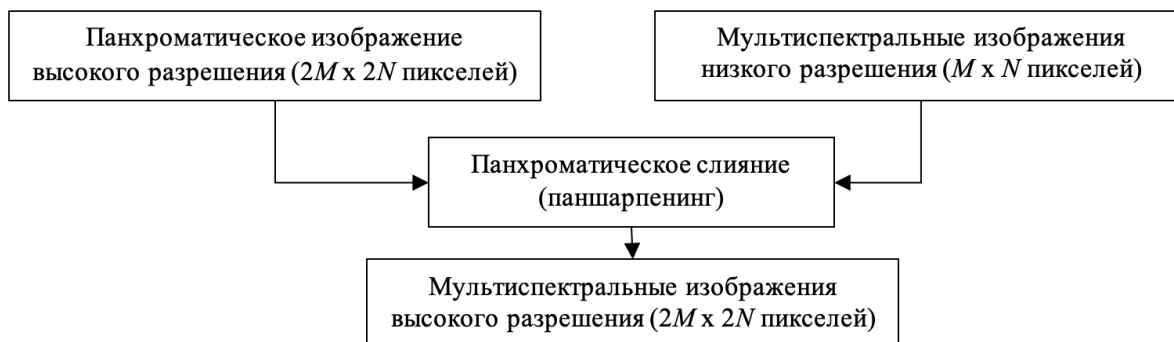 Панхроматическое изображение
высокого разрешения (2M x 2N пикселей)
Мультиспектральные изображения
низкого разрешения (M x N пикселей)
Панхроматическое слияние
(паншарпенинг)
Мультиспектральные изображения
высокого разрешения (2M x 2N пикселей)